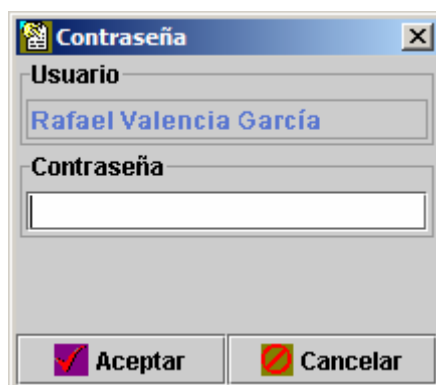 Contraseña
Usuario
Rafael Valencia García
Contraseña
Aceptar Cancelar